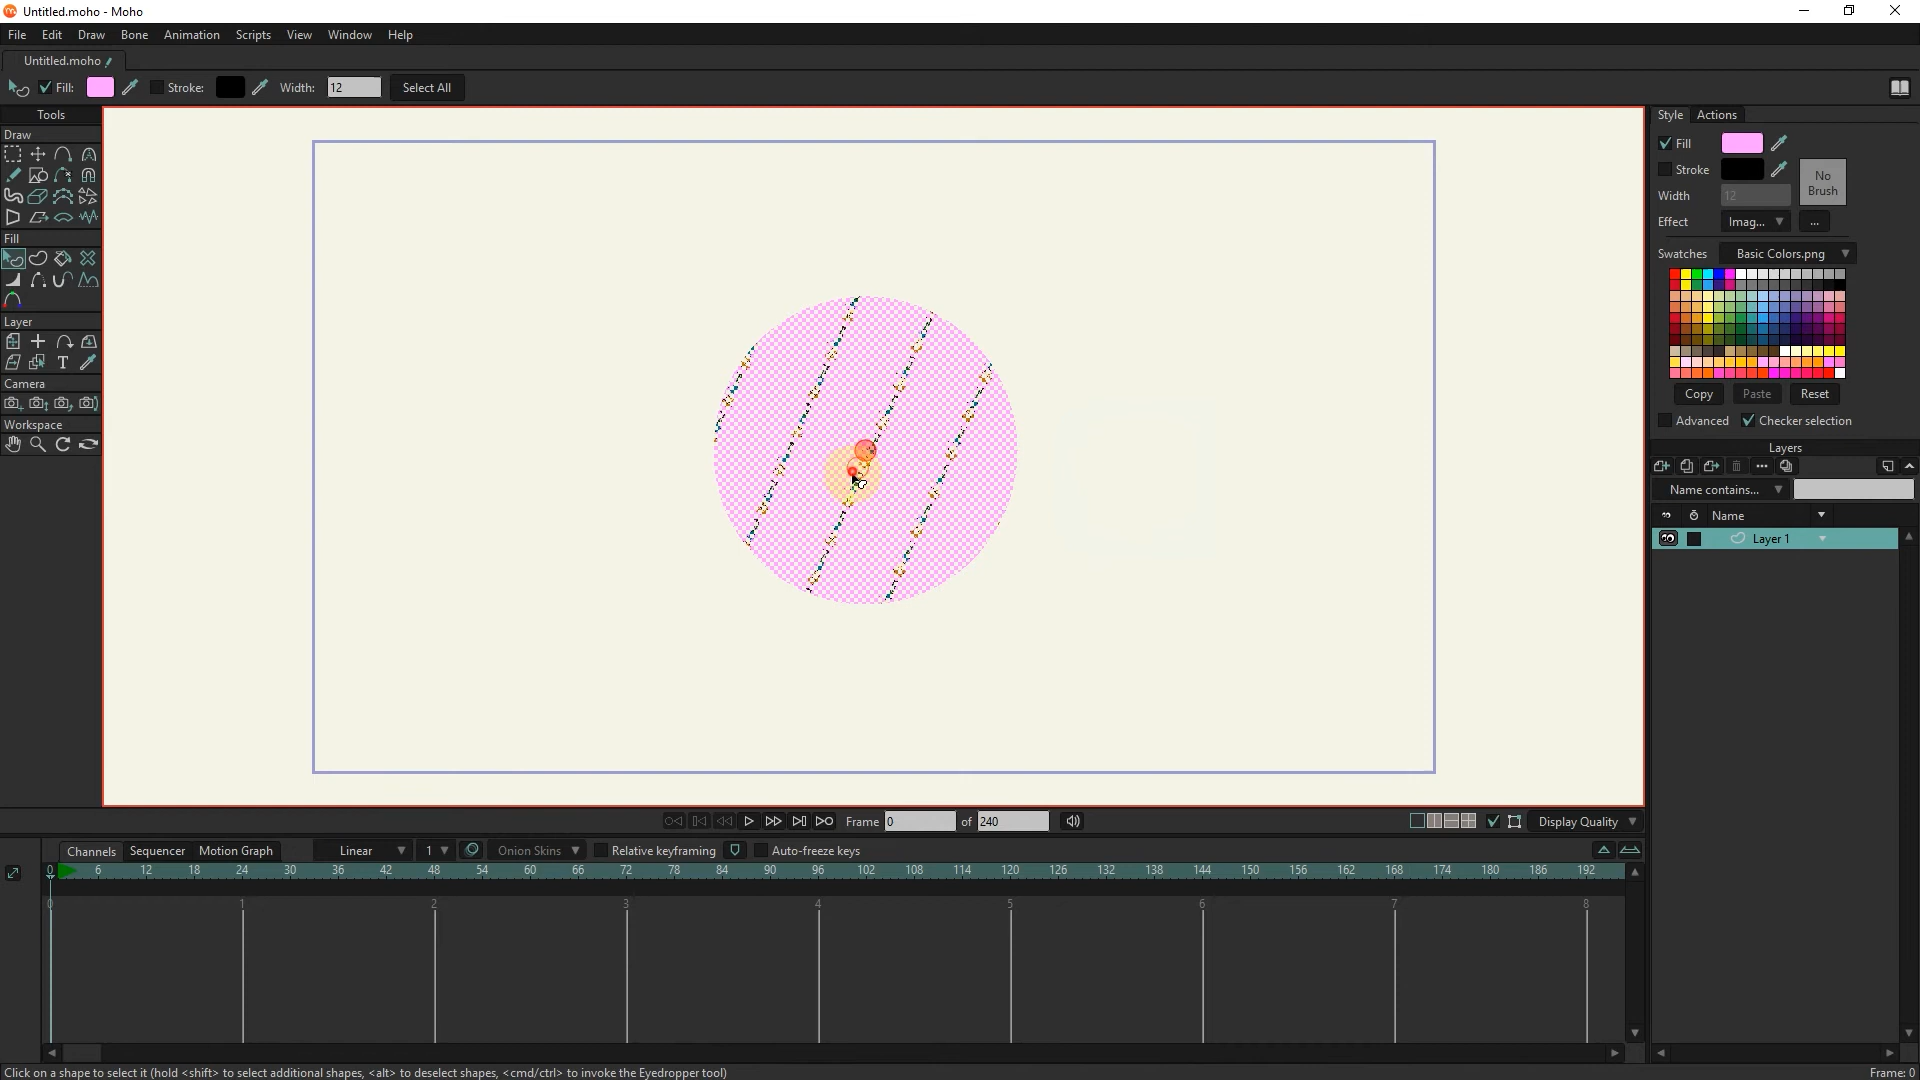 Untitled.moho - Moho
File Edit Draw Bone Animation Scripts View Window Help
Untitled.moho
Fill: Stroke: Width: 12 Select All
Tools
Draw
Fill
Layer
Camera
Workspace
Style Actions
Fill
Stroke
No Brush
Width 12
Effect Imag... ...
Swatches Basic Colors.png
Copy Paste Reset
Advanced Checker selection
Layers
Name contains...
Name
Layer 1
Frame 0 of 240 Display Quality
Channels Sequencer Motion Graph Linear 1 Onion Skins Relative keyframing Auto-freeze keys
0 6 12 18 24 30 36 42 48 54 60 66 72 78 84 90 96 102 108 114 120 126 132 138 144 150 156 162 168 174 180 186 192
0 1 2 3 4 5 6 7 8
Click on a shape to select it (hold <shift> to select additional shapes, <alt> to deselect shapes, <cmd/ctrl> to invoke the Eyedropper tool) Frame: 0